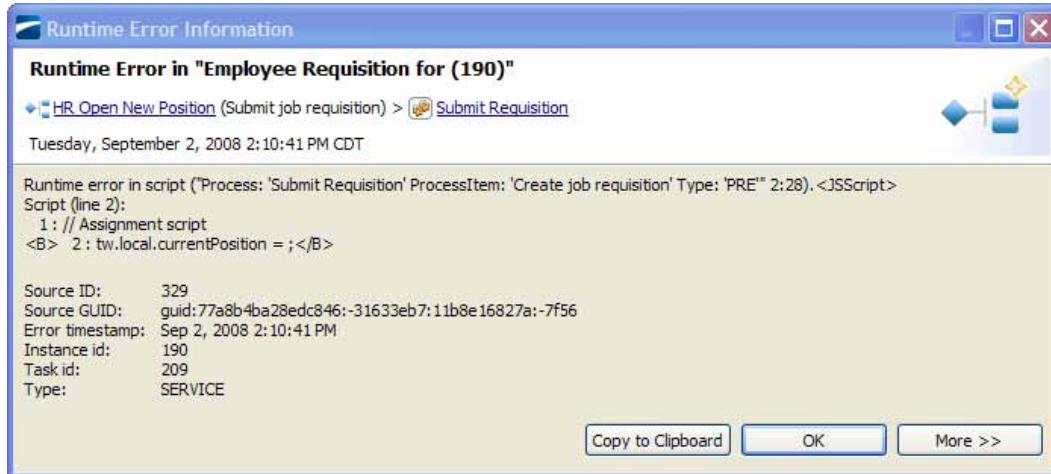 Runtime Error Information
Runtime Error in "Employee Requisition for (190)"
HR Open New Position (Submit job requisition) > Submit Requisition
Tuesday, September 2, 2008 2:10:41 PM CDT
Runtime error in script ("Process: 'Submit Requisition' ProcessItem: 'Create job requisition' Type: 'PRE'" 2:28).<JSScript>
Script (line 2):
1 : // Assignment script
<B> 2 : tw.local.currentPosition = ;</B>
Source ID: 329
Source GUID: guid:77a8b4ba28edc846:-31633eb7:11b8e16827a:-7f56
Error timestamp: Sep 2, 2008 2:10:41 PM
Instance id: 190
Task id: 209
Type: SERVICE
Copy to Clipboard OK More >>